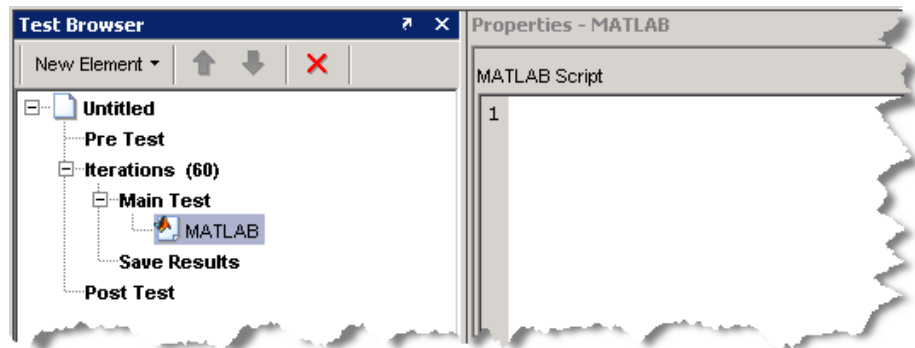 Test Browser
New Element
Untitled
Pre Test
Iterations (60)
Main Test
MATLAB
Save Results
Post Test
Properties - MATLAB
MATLAB Script
1